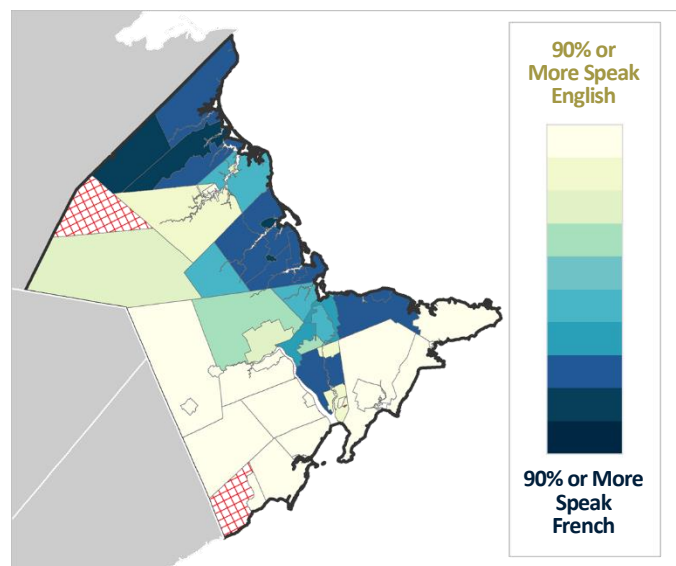 90% or
More Speak
English
90% or More
Speak
French